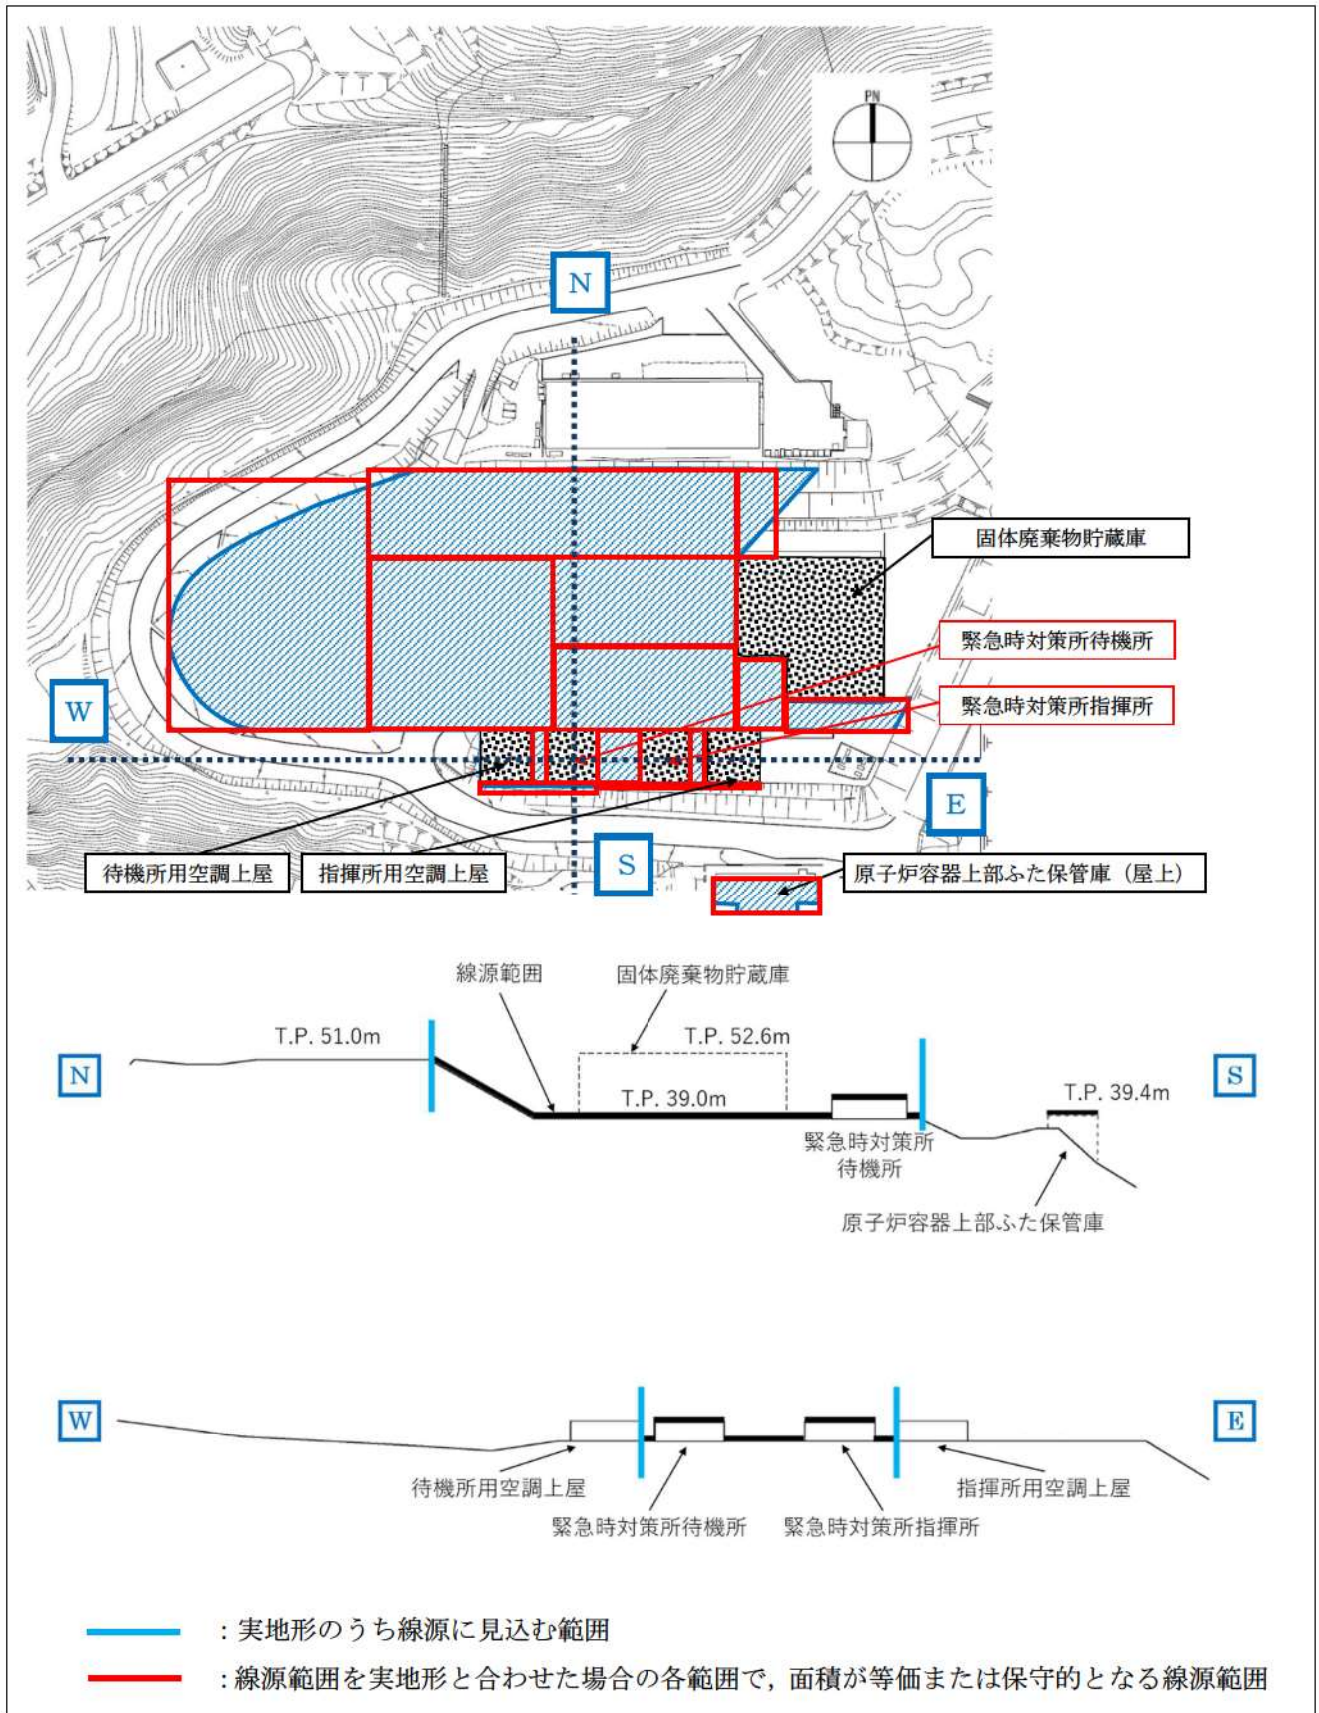 PN
N
固体廃棄物貯蔵庫
緊急時対策所待機所
緊急時対策所指揮所
W
E
S
待機所用空調上屋
指揮所用空調上屋
原子炉容器上部ふた保管庫（屋上）
線源範囲
固体廃棄物貯蔵庫
T.P. 51.0m
T.P. 52.6m
N
S
T.P. 39.0m
T.P. 39.4m
緊急時対策所
待機所
原子炉容器上部ふた保管庫
W
E
待機所用空調上屋
指揮所用空調上屋
緊急時対策所待機所
緊急時対策所指揮所
：実地形のうち線源に見込む範囲
：線源範囲を実地形と合わせた場合の各範囲で，面積が等価または保守的となる線源範囲